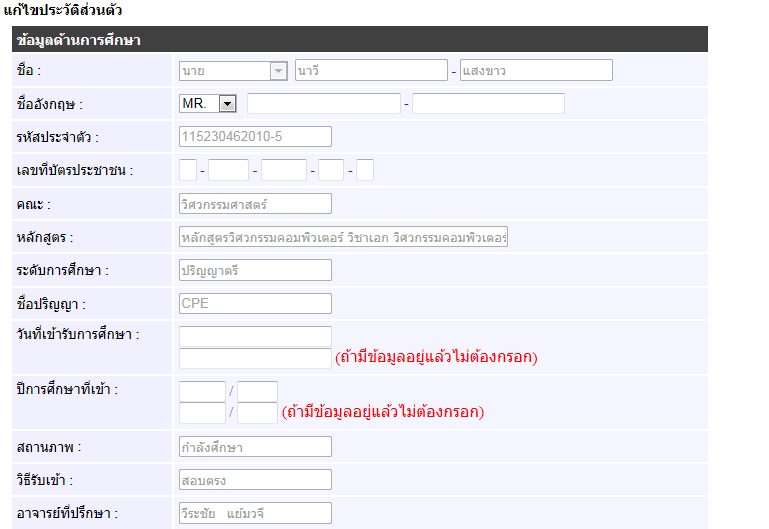 แก้ไขประวัติส่วนตัว
ข้อมูลด้านการศึกษา
ชื่อ : นาย นาวี - แสงขาว
ชื่ออังกฤษ : MR. -
รหัสประจำตัว : 115230462010-5
เลขที่บัตรประชาชน : - - - -
คณะ : วิศวกรรมศาสตร์
หลักสูตร : หลักสูตรวิศวกรรมคอมพิวเตอร์ วิชาเอก วิศวกรรมคอมพิวเตอร์
ระดับการศึกษา : ปริญญาตรี
ชื่อปริญญา : CPE
วันที่เข้ารับการศึกษา :
(ถ้ามีข้อมูลอยู่แล้วไม่ต้องกรอก)
ปีการศึกษาที่เข้า : /
/ (ถ้ามีข้อมูลอยู่แล้วไม่ต้องกรอก)
สถานภาพ : กำลังศึกษา
วิธีรับเข้า : สอบตรง
อาจารย์ที่ปรึกษา : วีระชัย แย้มวจี